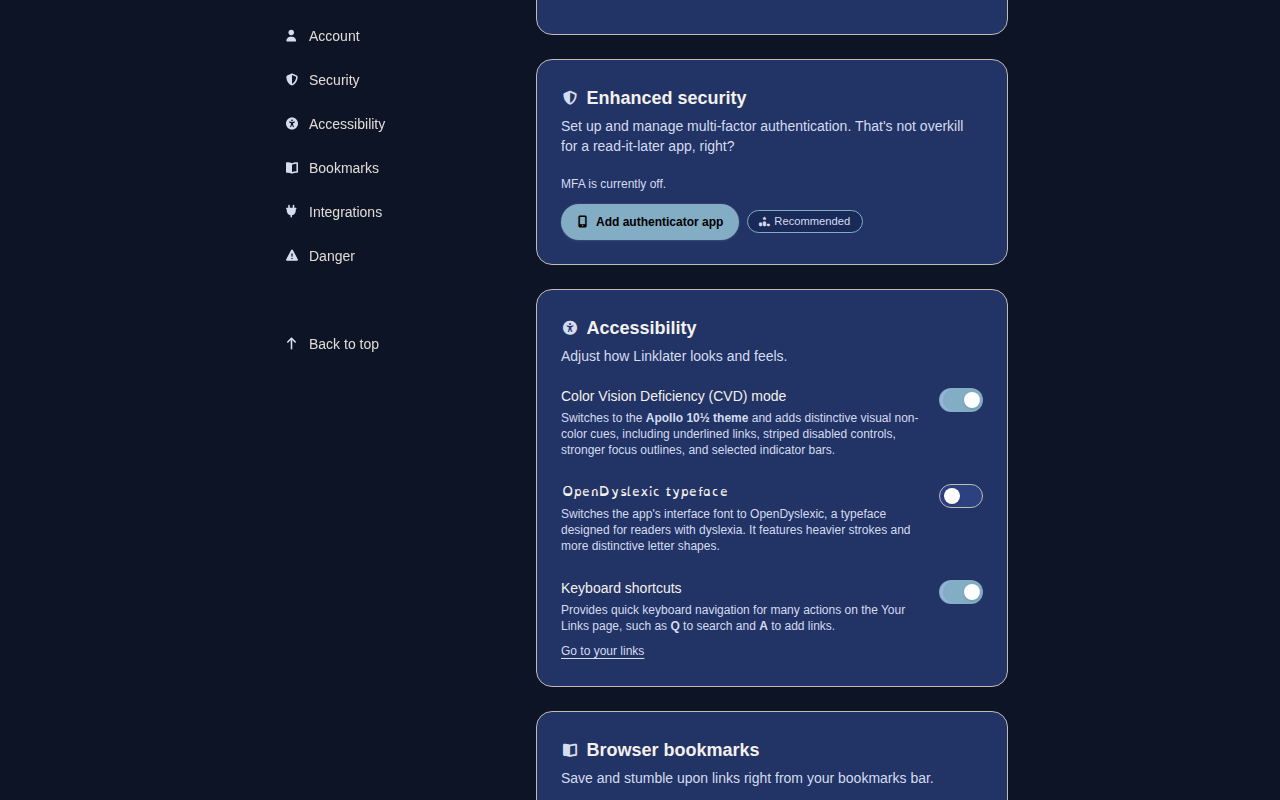 Account
Security
Accessibility
Bookmarks
Integrations
Danger
Back to top
Enhanced security
Set up and manage multi-factor authentication. That's not overkill
for a read-it-later app, right?
MFA is currently off.
Add authenticator app
Recommended
Accessibility
Adjust how Linklater looks and feels.
Color Vision Deficiency (CVD) mode
Switches to the Apollo 10½ theme and adds distinctive visual non-
color cues, including underlined links, striped disabled controls,
stronger focus outlines, and selected indicator bars.
OpenDyslexic typeface
Switches the app's interface font to OpenDyslexic, a typeface
designed for readers with dyslexia. It features heavier strokes and
more distinctive letter shapes.
Keyboard shortcuts
Provides quick keyboard navigation for many actions on the Your
Links page, such as Q to search and A to add links.
Go to your links
Browser bookmarks
Save and stumble upon links right from your bookmarks bar.